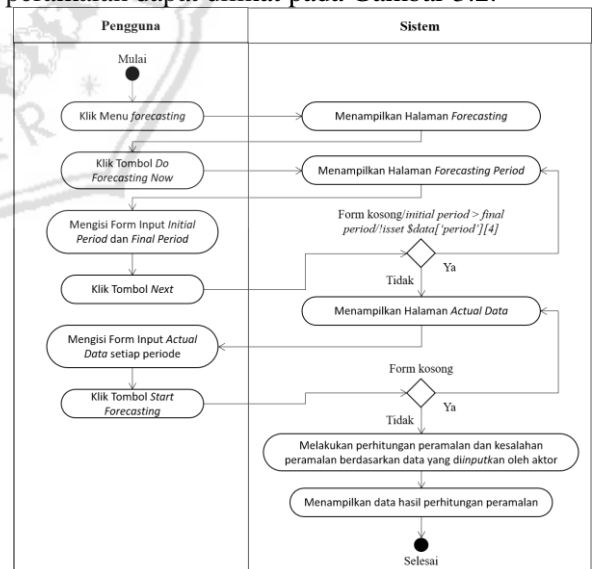 peramalan dapat dilihat pada Gambar 3.2.
Pengguna
Sistem
Mulai
Klik Menu forecasting
Menampilkan Halaman Forecasting
Klik Tombol Do
Forecasting Now
Menampilkan Halaman Forecasting Period
Mengisi Form Input Initial
Period dan Final Period
Form kosong/initial period > final
period/!isset $data['period'][4]
Ya
Tidak
Klik Tombol Next
Menampilkan Halaman Actual Data
Mengisi Form Input Actual
Data setiap periode
Klik Tombol Start
Forecasting
Form kosong
Ya
Tidak
Melakukan perhitungan peramalan dan kesalahan
peramalan berdasarkan data yang diinputkan oleh aktor
Menampilkan data hasil perhitungan peramalan
Selesai